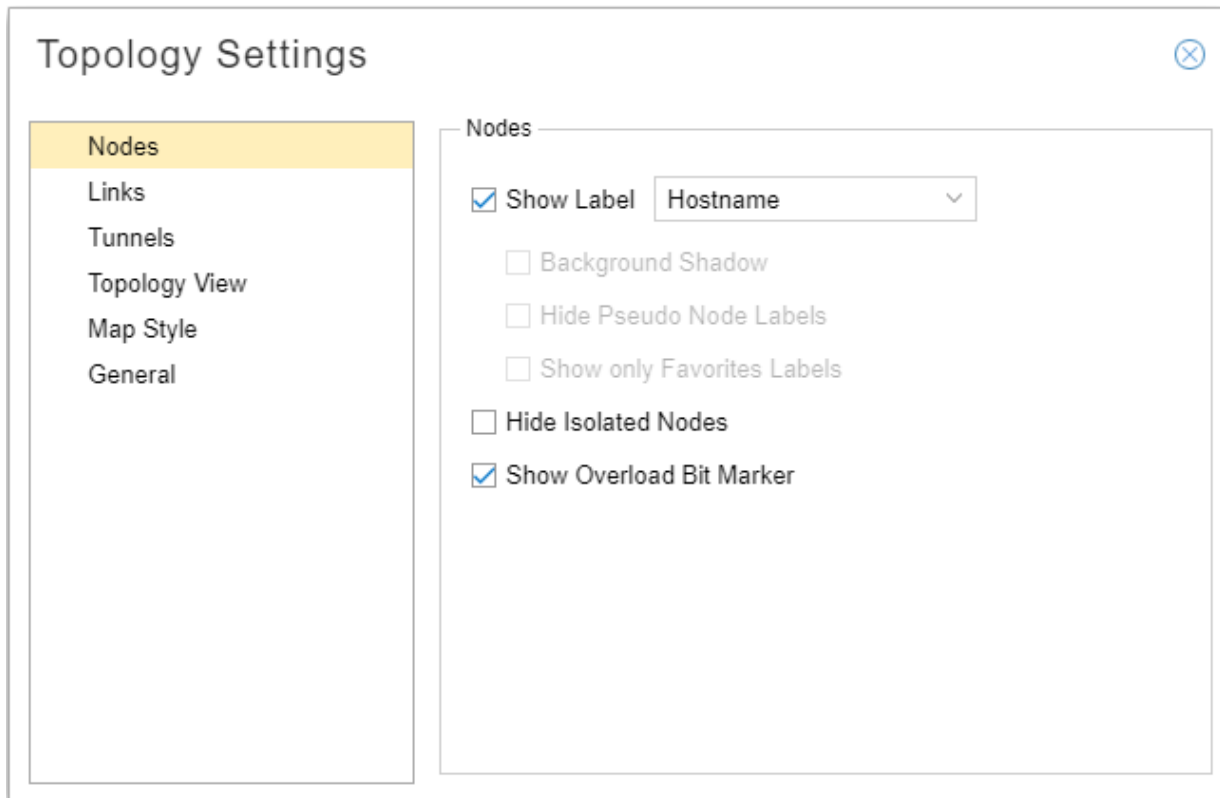 Topology Settings
Nodes
Links
Tunnels
Topology View
Map Style
General
Nodes
Show Label Hostname
Background Shadow
Hide Pseudo Node Labels
Show only Favorites Labels
Hide Isolated Nodes
Show Overload Bit Marker